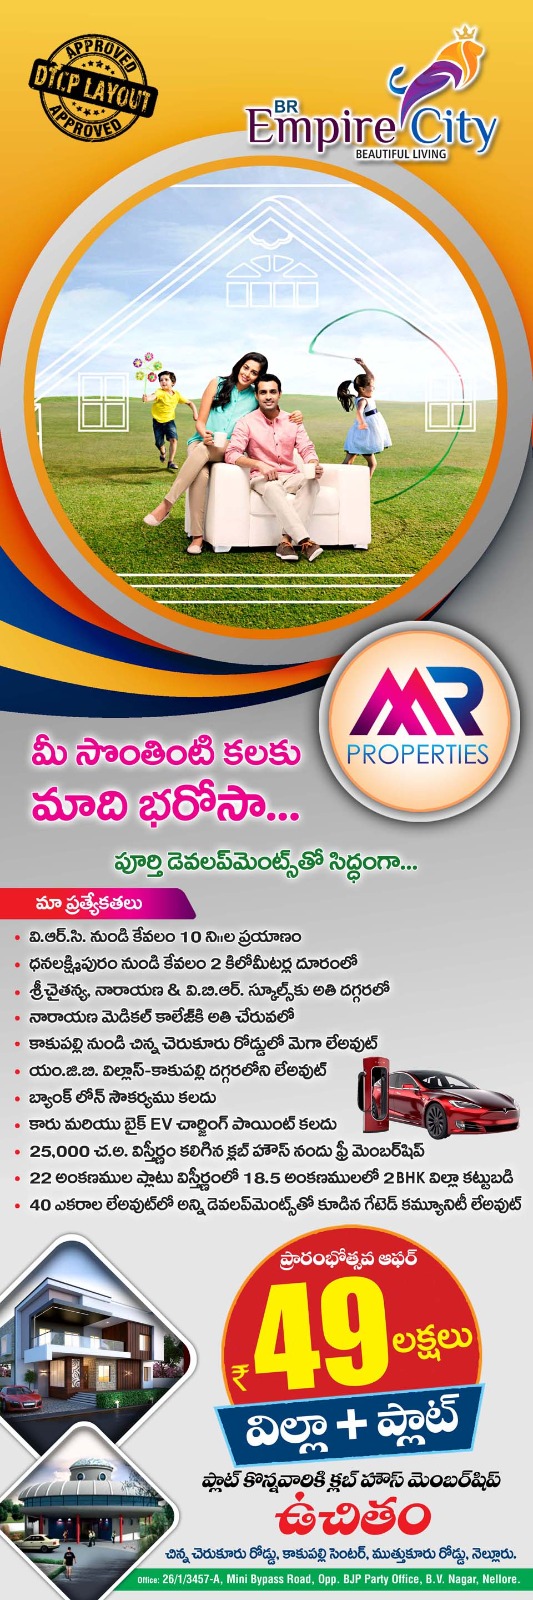 APPROVED
DTCP LAYOUT
APPROVED
BR
Empire City
BEAUTIFUL LIVING
MR
PROPERTIES
మీ సొంతింటి కలకు
మాది భరోసా...
పూర్తి డెవలప్‌మెంట్స్‌తో సిద్ధంగా...
మా ప్రత్యేకతలు
• వి.ఆర్.సి. నుండి కేవలం 10 ని॥ల ప్రయాణం
• ధనలక్ష్మిపురం నుండి కేవలం 2 కిలోమీటర్ల దూరంలో
• శ్రీచైతన్య, నారాయణ & వి.బి.ఆర్. స్కూల్స్‌కు అతి దగ్గరలో
• నారాయణ మెడికల్ కాలేజ్‌కి అతి చేరువలో
• కాకుపల్లి నుండి చిన్న చెరుకూరు రోడ్డులో మెగా లేఅవుట్
• యం.జి.బి. విల్లాస్-కాకుపల్లి దగ్గరలోని లేఅవుట్
• బ్యాంక్ లోన్ సౌకర్యము కలదు
• కారు మరియు బైక్ EV చార్జింగ్ పాయింట్ కలదు
• 25,000 చ.అ. విస్తీర్ణం కలిగిన క్లబ్ హౌస్ నందు ఫ్రీ మెంబర్‌షిప్
• 22 అంకణముల ప్లాటు విస్తీర్ణంలో 18.5 అంకణములలో 2BHK విల్లా కట్టుబడి
• 40 ఎకరాల లేఅవుట్‌లో అన్ని డెవలప్‌మెంట్స్‌తో కూడిన గేటెడ్ కమ్యూనిటీ లేఅవుట్
ప్రారంభోత్సవ ఆఫర్
₹ 49 లక్షలు
విల్లా + ప్లాట్
ప్లాట్ కొన్నవారికి క్లబ్ హౌస్ మెంబర్‌షిప్
ఉచితం
చిన్న చెరుకూరు రోడ్డు, కాకుపల్లి సెంటర్, ముత్తుకూరు రోడ్డు, నెల్లూరు.
Office: 26/1/3457-A, Mini Bypass Road, Opp. BJP Party Office, B.V. Nagar, Nellore.